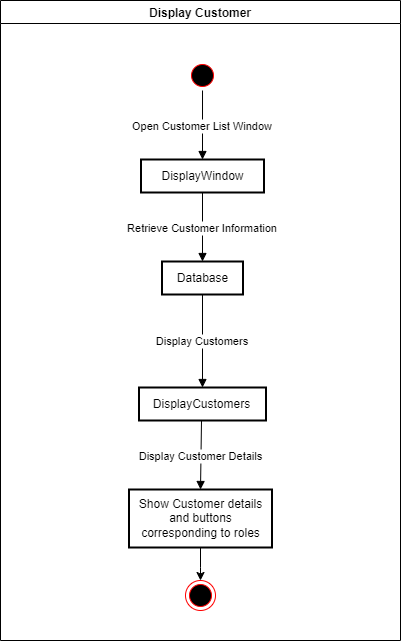 Display Customer
Open Customer List Window
DisplayWindow
Retrieve Customer Information
Database
Display Customers
DisplayCustomers
Display Customer Details
Show Customer details
and buttons
corresponding to roles